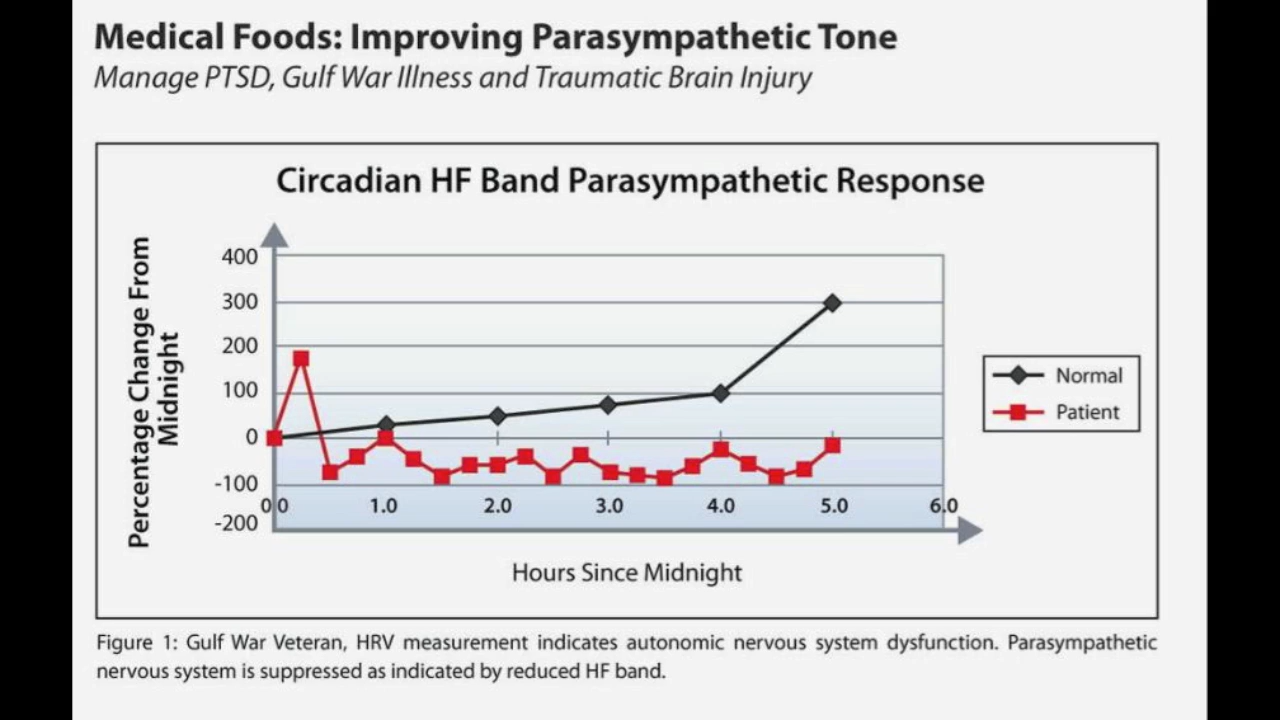 Medical Foods: Improving Parasympathetic Tone
Manage PTSD, Gulf War Illness and Traumatic Brain Injury
Circadian HF Band Parasympathetic Response
Percentage Change From
Midnight
400
300
200
100
0
-100
-200
0.0 1.0 2.0 3.0 4.0 5.0 6.0
Hours Since Midnight
Normal
Patient
Figure 1: Gulf War Veteran, HRV measurement indicates autonomic nervous system dysfunction. Parasympathetic
nervous system is suppressed as indicated by reduced HF band.